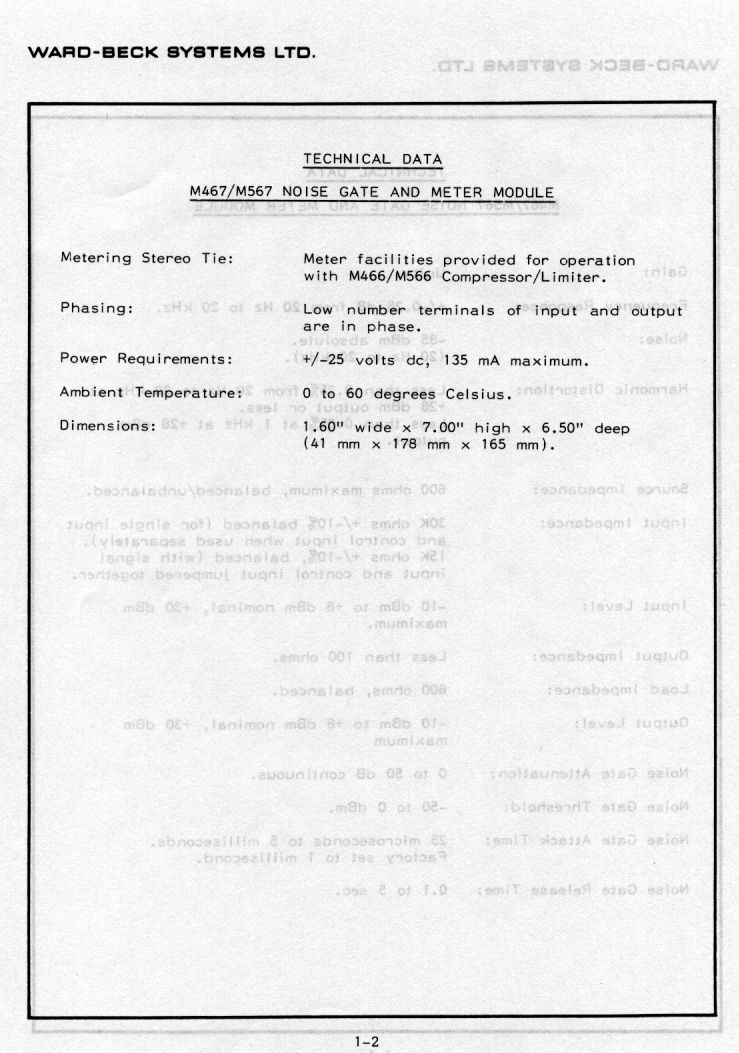 WARD-BECK SYSTEMS LTD.
TECHNICAL DATA
M467/M567 NOISE GATE AND METER MODULE
Metering Stereo Tie: Meter facilities provided for operation
with M466/M566 Compressor/Limiter.
Phasing: Low number terminals of input and output
are in phase.
Power Requirements: +/-25 volts dc, 135 mA maximum.
Ambient Temperature: 0 to 60 degrees Celsius.
Dimensions: 1.60" wide x 7.00" high x 6.50" deep
(41 mm x 178 mm x 165 mm).
1-2